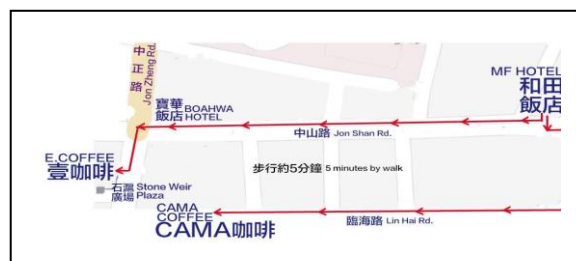 中正路
Jon Zheng Rd.
MF HOTEL
和田
飯店
寶華
飯店
BOAHWA
HOTEL
中山路 Jon Shan Rd.
E.COFFEE
壹咖啡
步行約5分鐘 5 minutes by walk
石滬
廣場
Stone Weir
Plaza
CAMA
COFFEE
CAMA咖啡
臨海路 Lin Hai Rd.